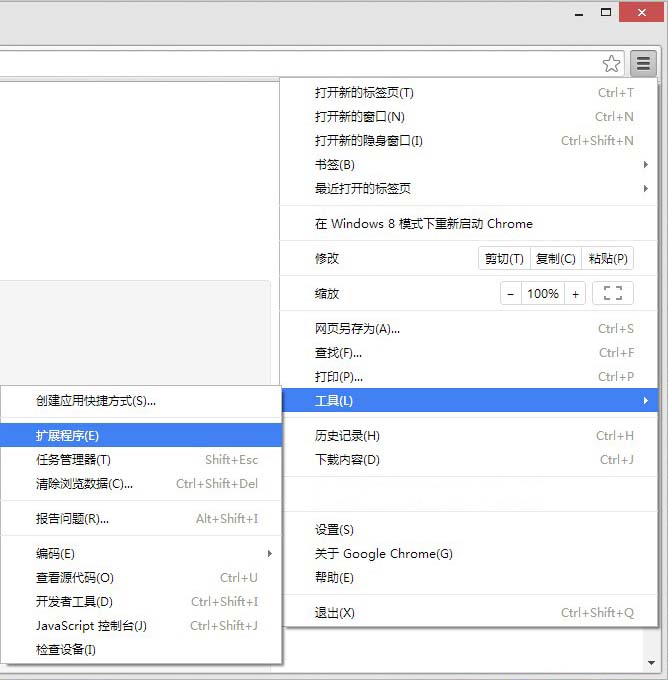 打开新的标签页(T) Ctrl+T
打开新的窗口(N) Ctrl+N
打开新的隐身窗口(I) Ctrl+Shift+N
书签(B)
最近打开的标签页
在 Windows 8 模式下重新启动 Chrome
修改 剪切(T) 复制(C) 粘贴(P)
缩放 − 100% +
网页另存为(A)... Ctrl+S
查找(F)... Ctrl+F
打印(P)... Ctrl+P
工具(L)
历史记录(H) Ctrl+H
下载内容(D) Ctrl+J
设置(S)
关于 Google Chrome(G)
帮助(E)
退出(X) Ctrl+Shift+Q
创建应用快捷方式(S)...
扩展程序(E)
任务管理器(T) Shift+Esc
清除浏览数据(C)... Ctrl+Shift+Del
报告问题(R)... Alt+Shift+I
编码(E)
查看源代码(O) Ctrl+U
开发者工具(D) Ctrl+Shift+I
JavaScript 控制台(J) Ctrl+Shift+J
检查设备(I)